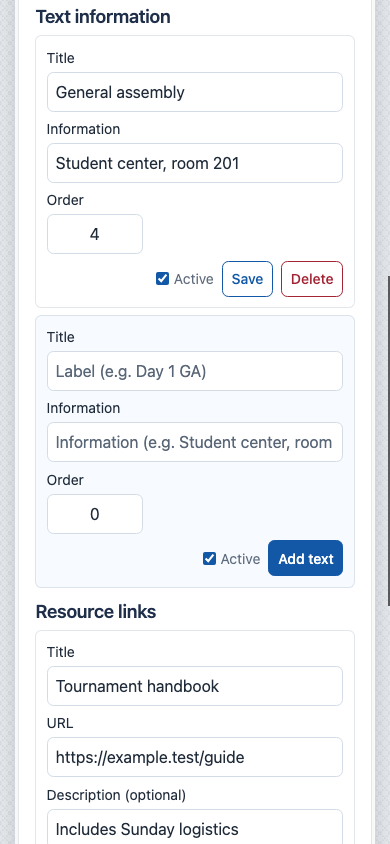 Text information
Title
General assembly
Information
Student center, room 201
Order
4
Active
Save
Delete
Title
Label (e.g. Day 1 GA)
Information
Information (e.g. Student center, room
Order
0
Active
Add text
Resource links
Title
Tournament handbook
URL
https://example.test/guide
Description (optional)
Includes Sunday logistics